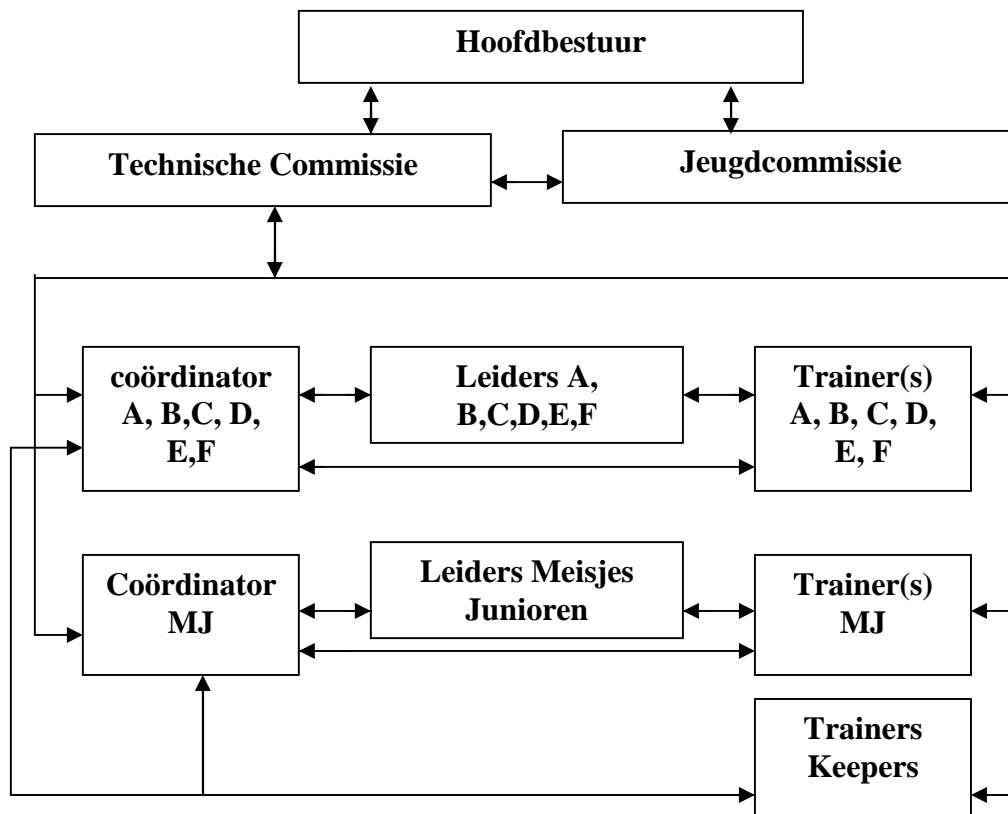 Hoofdbestuur
Technische Commissie
Jeugdcommissie
coördinator
A, B,C, D,
E,F
Leiders A,
B,C,D,E,F
Trainer(s)
A, B, C, D,
E, F
Coördinator
MJ
Leiders Meisjes
Junioren
Trainer(s)
MJ
Trainers
Keepers